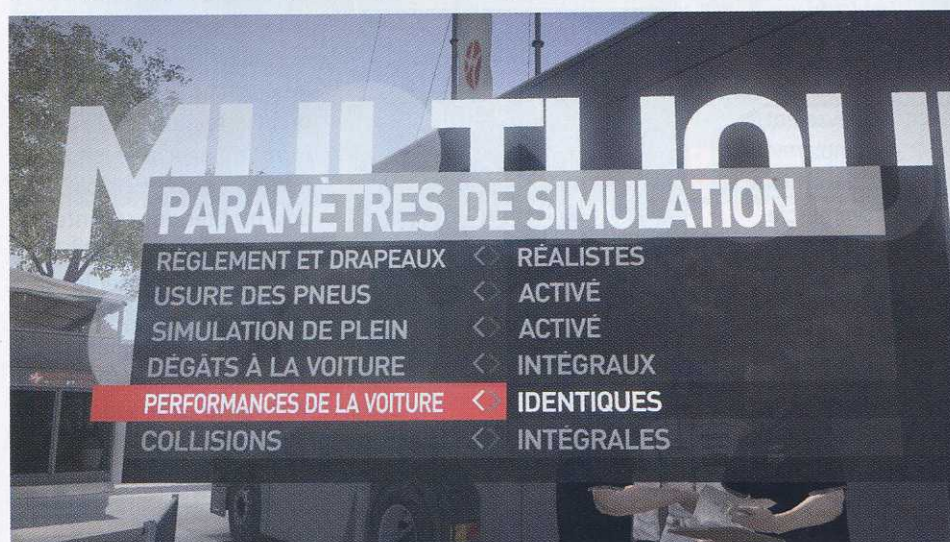 PARAMÈTRES DE SIMULATION
RÈGLEMENT ET DRAPEAUX <> RÉALISTES
USURE DES PNEUS <> ACTIVÉ
SIMULATION DE PLEIN <> ACTIVÉ
DÉGÂTS À LA VOITURE <> INTÉGRAUX
PERFORMANCES DE LA VOITURE <> IDENTIQUES
COLLISIONS <> INTÉGRALES